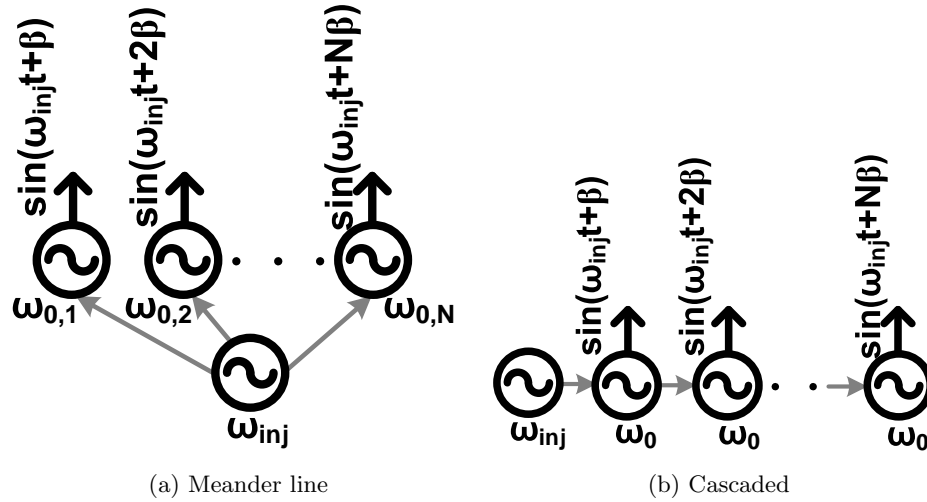 sin(ω_inj t+β)
sin(ω_inj t+2β)
sin(ω_inj t+Nβ)
ω_0,1
ω_0,2
ω_0,N
ω_inj
(a) Meander line
sin(ω_inj t+β)
sin(ω_inj t+2β)
sin(ω_inj t+Nβ)
ω_inj
ω_0
ω_0
ω_0
(b) Cascaded